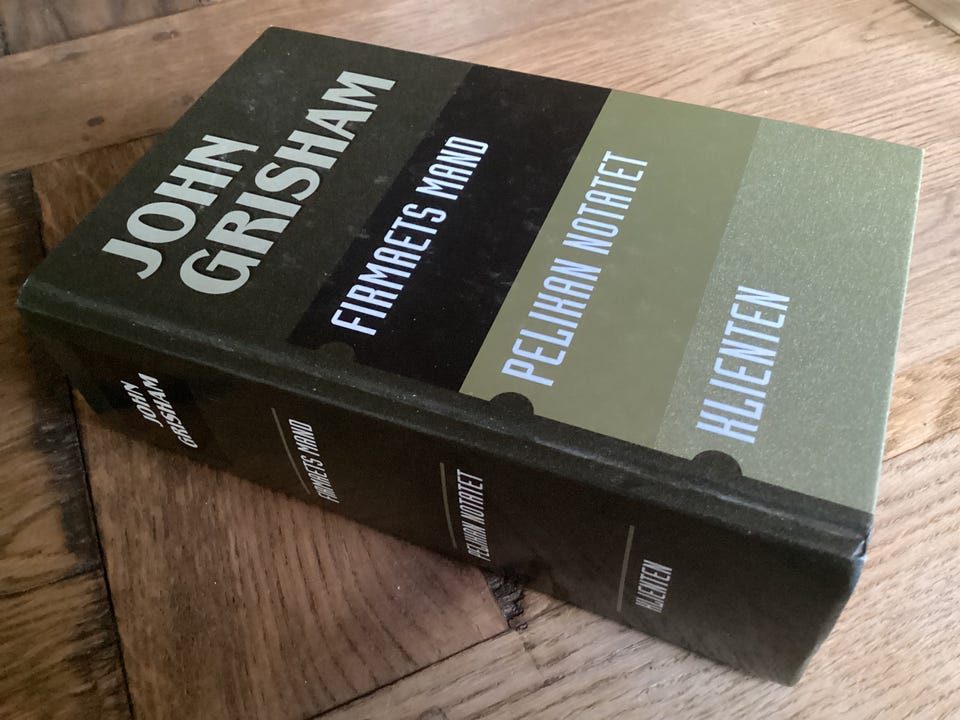 JOHN
GRISHAM
FIRMAETS MAND
PELIKAN NOTATET
KLIENTEN
JOHN
GRISHAM
FIRMAETS MAND
PELIKAN NOTATET
KLIENTEN